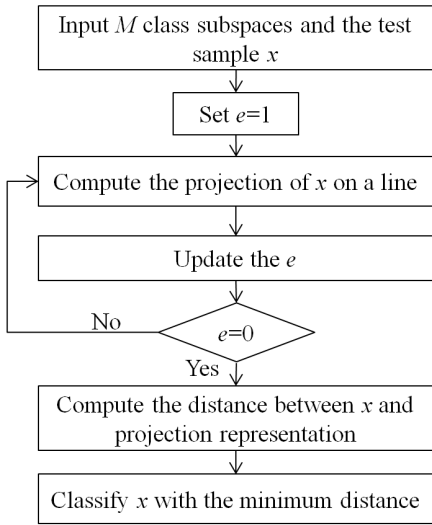 Input M class subspaces and the test
sample x
Set e=1
Compute the projection of x on a line
Update the e
No
e=0
Yes
Compute the distance between x and
projection representation
Classify x with the minimum distance